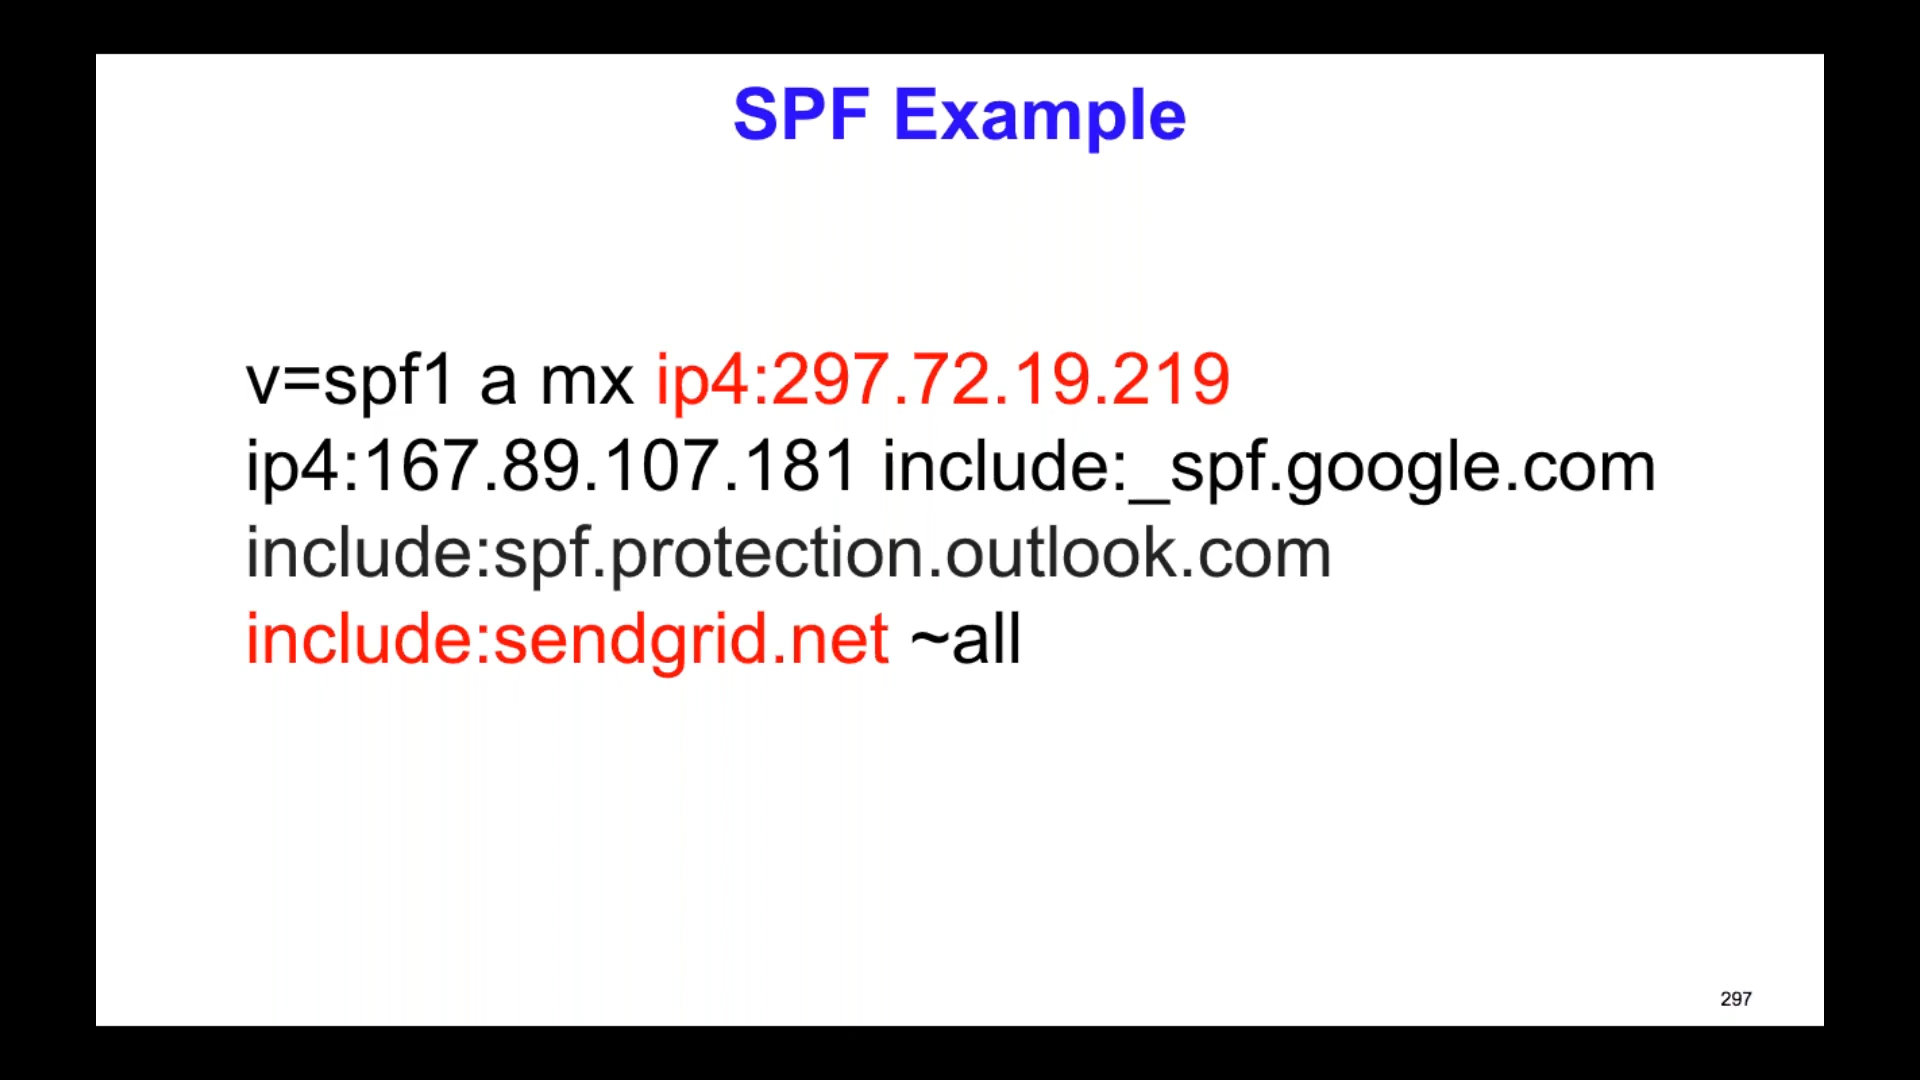 SPF Example
v=spf1 a mx ip4:297.72.19.219
ip4:167.89.107.181 include:_spf.google.com
include:spf.protection.outlook.com
include:sendgrid.net ~all
297